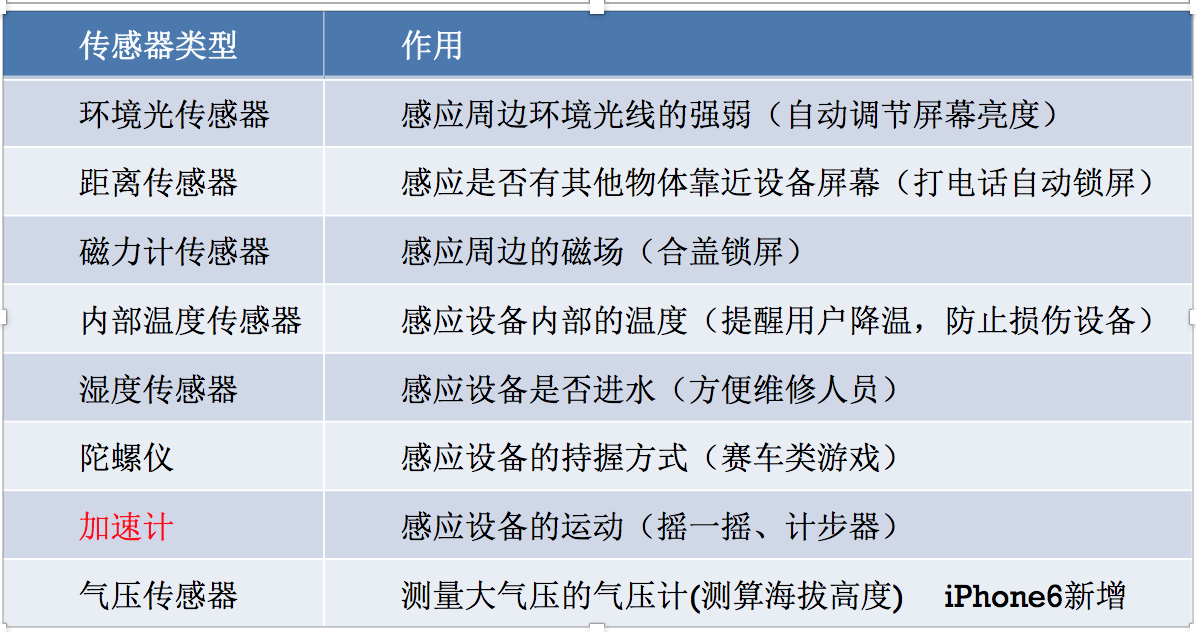 传感器类型 作用
环境光传感器 感应周边环境光线的强弱（自动调节屏幕亮度）
距离传感器 感应是否有其他物体靠近设备屏幕（打电话自动锁屏）
磁力计传感器 感应周边的磁场（合盖锁屏）
内部温度传感器 感应设备内部的温度（提醒用户降温，防止损伤设备）
湿度传感器 感应设备是否进水（方便维修人员）
陀螺仪 感应设备的持握方式（赛车类游戏）
加速计 感应设备的运动（摇一摇、计步器）
气压传感器 测量大气压的气压计(测算海拔高度) iPhone6新增